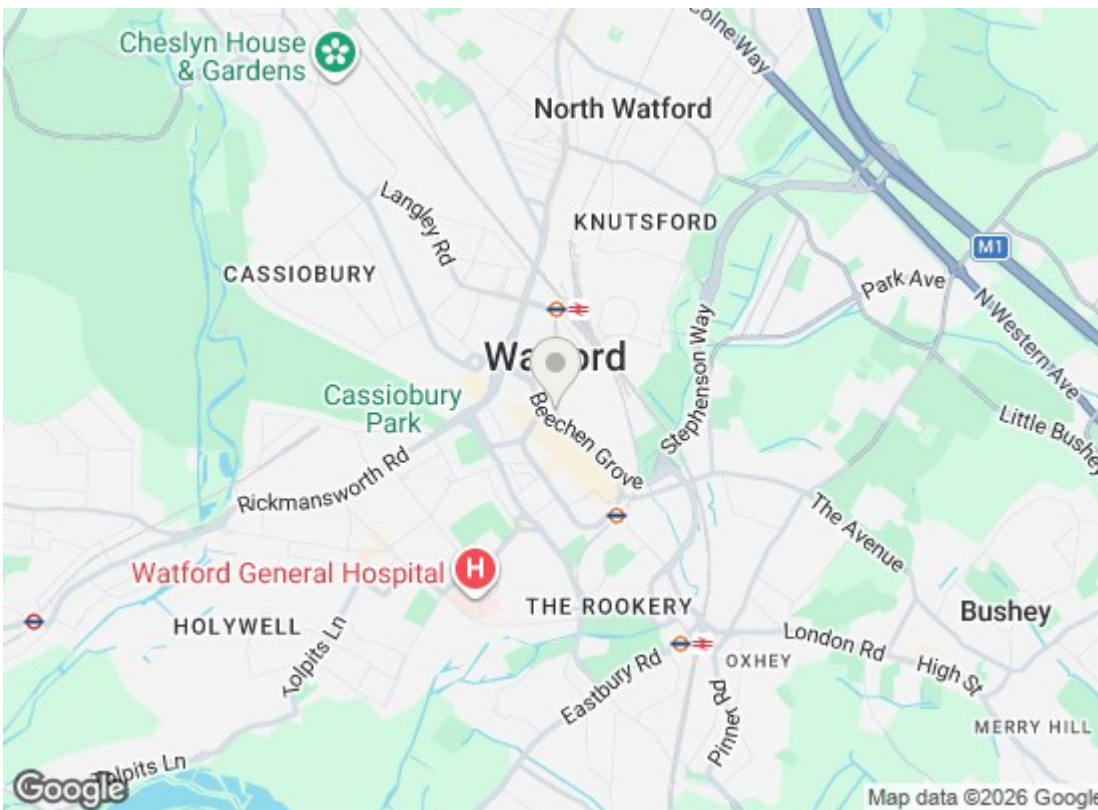 Colne Way
Cheslyn House
& Gardens
North Watford
Langley Rd
KNUTSFORD
M1
CASSIOBURY
Park Ave
N Western Ave
Stephenson Way
Watford
Cassiobury
Park
Beechen Grove
Little Bushey
Rickmansworth Rd
The Avenue
Watford General Hospital
H
THE ROOKERY
Bushey
HOLYWELL
Tolpits Ln
London Rd
OXHEY
High St
Eastbury Rd
Pinner Rd
MERRY HILL
Tolpits Ln
Google
Map data ©2026 Google